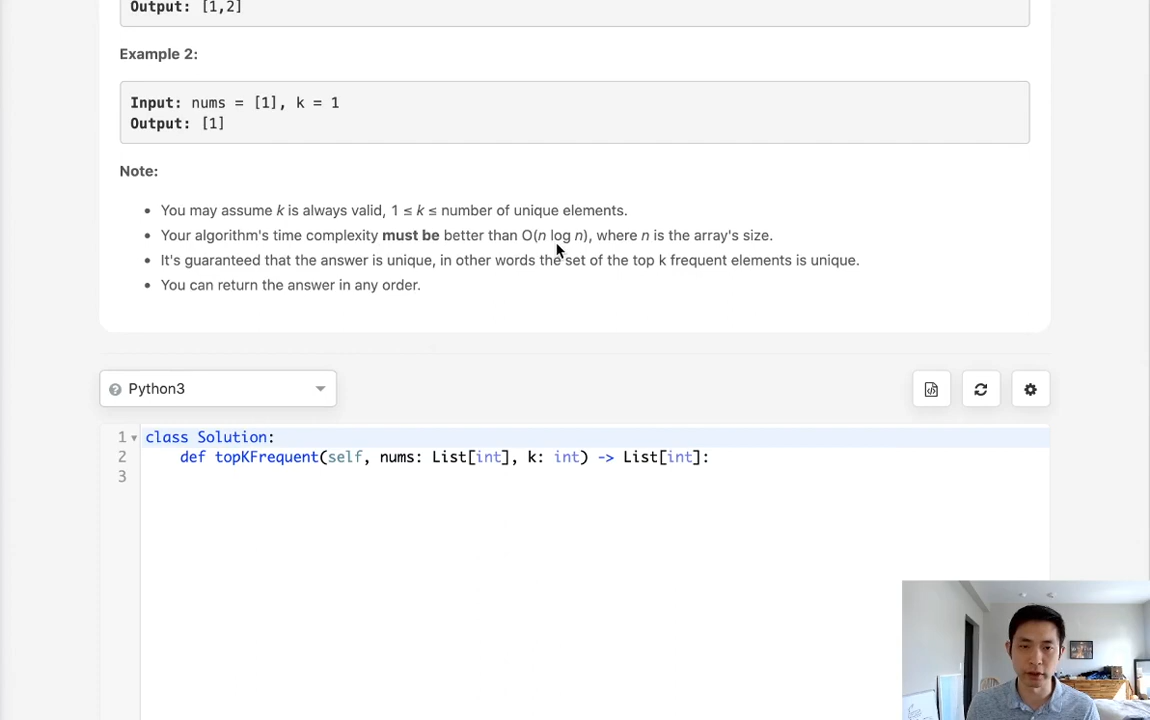 Output: [1,2]
Example 2:
Input: nums = [1], k = 1
Output: [1]
Note:
• You may assume k is always valid, 1 ≤ k ≤ number of unique elements.
• Your algorithm's time complexity must be better than O(n log n), where n is the array's size.
• It's guaranteed that the answer is unique, in other words the set of the top k frequent elements is unique.
• You can return the answer in any order.
Python3
1 class Solution:
2     def topKFrequent(self, nums: List[int], k: int) -> List[int]:
3